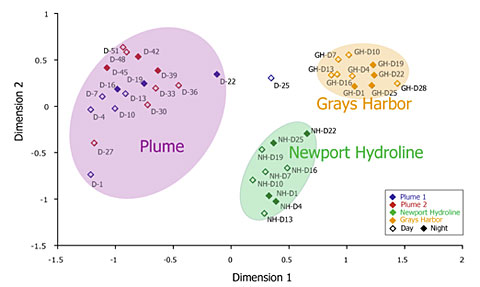 Dimension 2
1
0.5
0
-0.5
-1
-1.5
-1.5
-1
-0.5
0
0.5
1
1.5
2
Dimension 1
D-51
D-48
D-42
D-45
D-39
D-16
D-19
D-22
D-7
D-13
D-33
D-36
D-4
D-10
D-30
D-27
D-1
Plume
D-25
GH-D7
GH-D10
GH-D13
GH-D4
GH-D19
GH-D16
GH-D22
GH-D28
GH-D1
GH-D25
Grays Harbor
NH-D22
NH-D25
Newport Hydroline
NH-D19
NH-D16
NH-D7
NH-D10
NH-D1
NH-D4
NH-D13
Plume 1
Plume 2
Newport Hydroline
Grays Harbor
Day Night